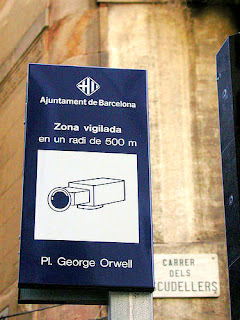 Ajuntament de Barcelona
Zona vigilada
en un radi de 500 m
Pl. George Orwell
CARRER
DELS
CUDELLERS